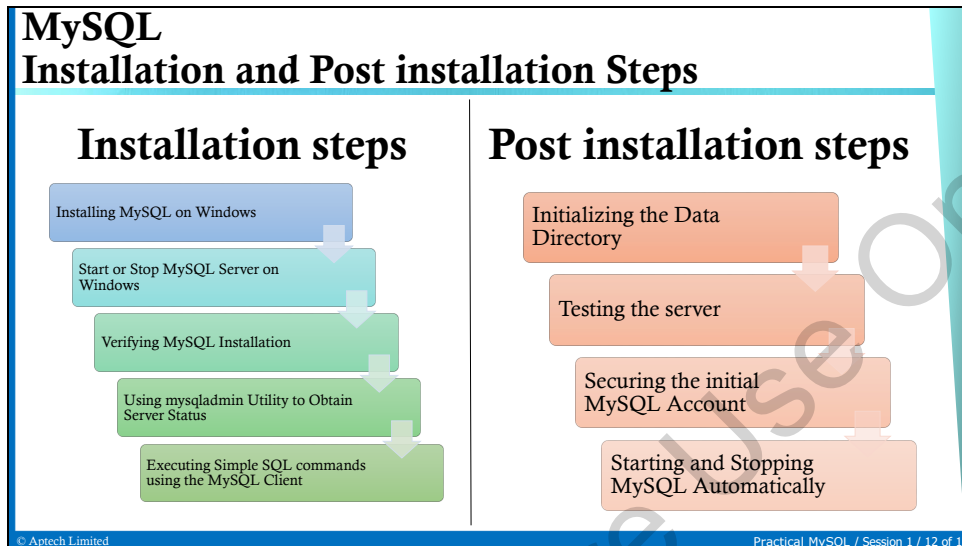 MySQL
Installation and Post installation Steps
Installation steps
Installing MySQL on Windows
Start or Stop MySQL Server on
Windows
Verifying MySQL Installation
Using mysqladmin Utility to Obtain
Server Status
Executing Simple SQL commands
using the MySQL Client
Post installation steps
Initializing the Data
Directory
Testing the server
Securing the initial
MySQL Account
Starting and Stopping
MySQL Automatically
© Aptech Limited
Practical MySQL / Session 1 / 12 of 1